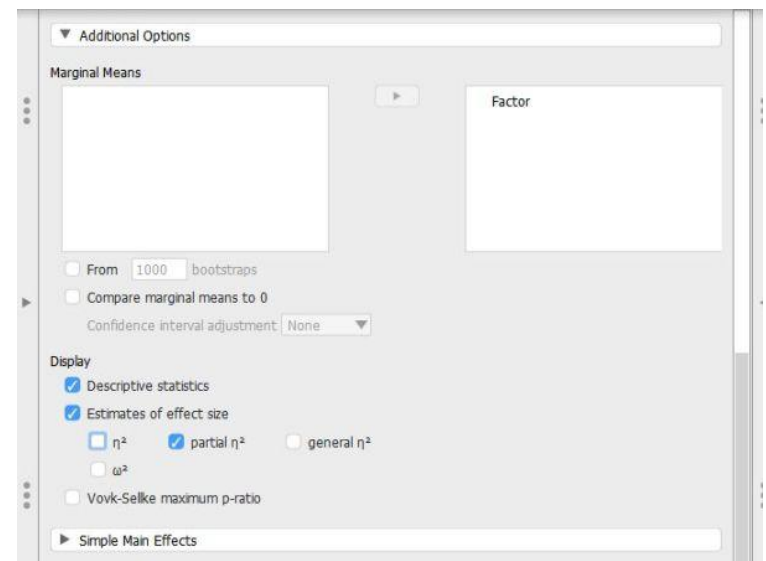 Additional Options
Marginal Means
Factor
From 1000 bootstraps
Compare marginal means to 0
Confidence interval adjustment None
Display
Descriptive statistics
Estimates of effect size
η² partial η² general η²
ω²
Vovk-Sellke maximum p-ratio
Simple Main Effects